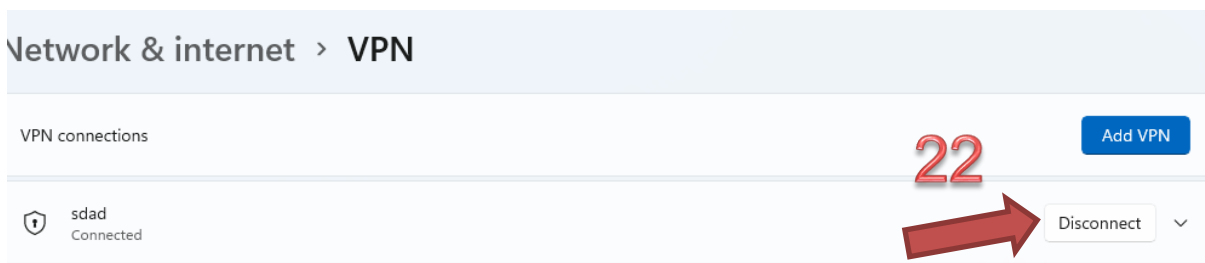 Network & internet > VPN
VPN connections
Add VPN
22
sdad
Connected
Disconnect